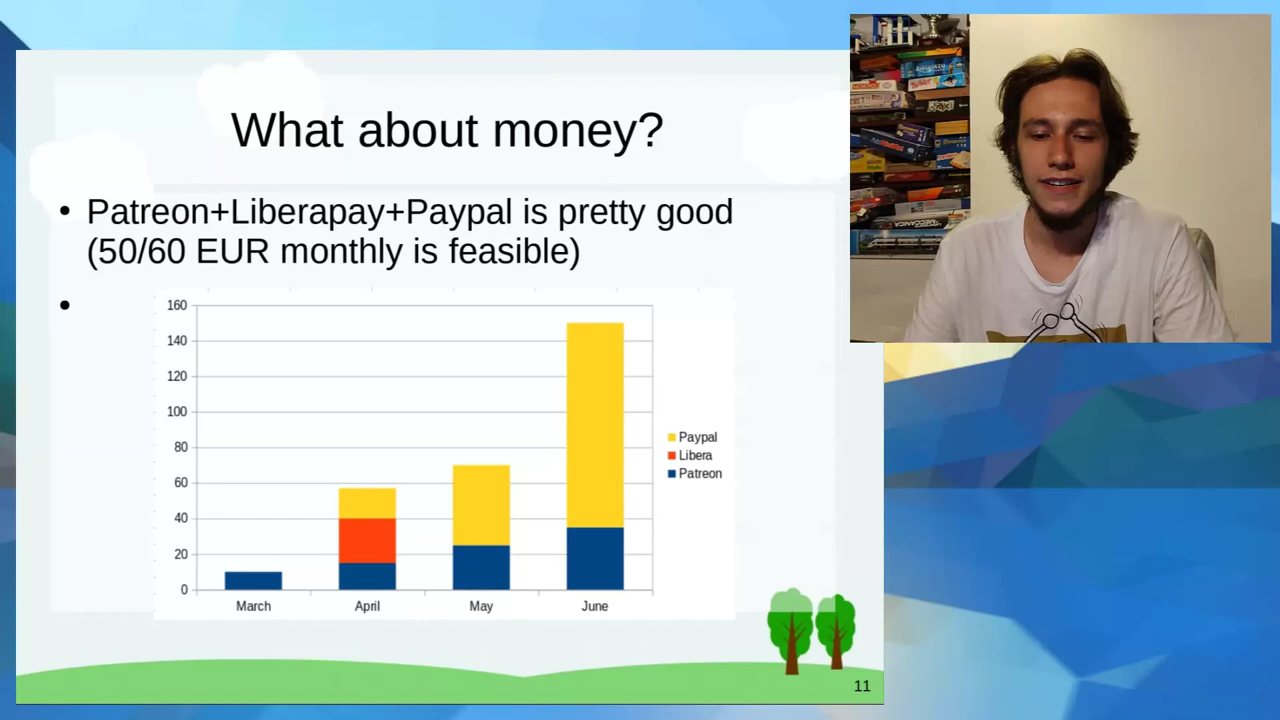 What about money?
• Patreon+Liberapay+Paypal is pretty good
(50/60 EUR monthly is feasible)
•
160
140
120
100
80
60
40
20
0
March April May June
Paypal
Libera
Patreon
11
MECCANICA